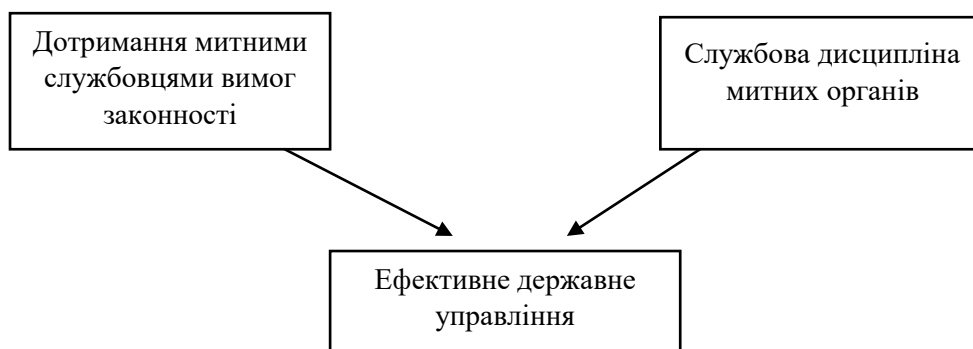 Дотримання митними
службовцями вимог
законності
Службова дисципліна
митних органів
Ефективне державне
управління